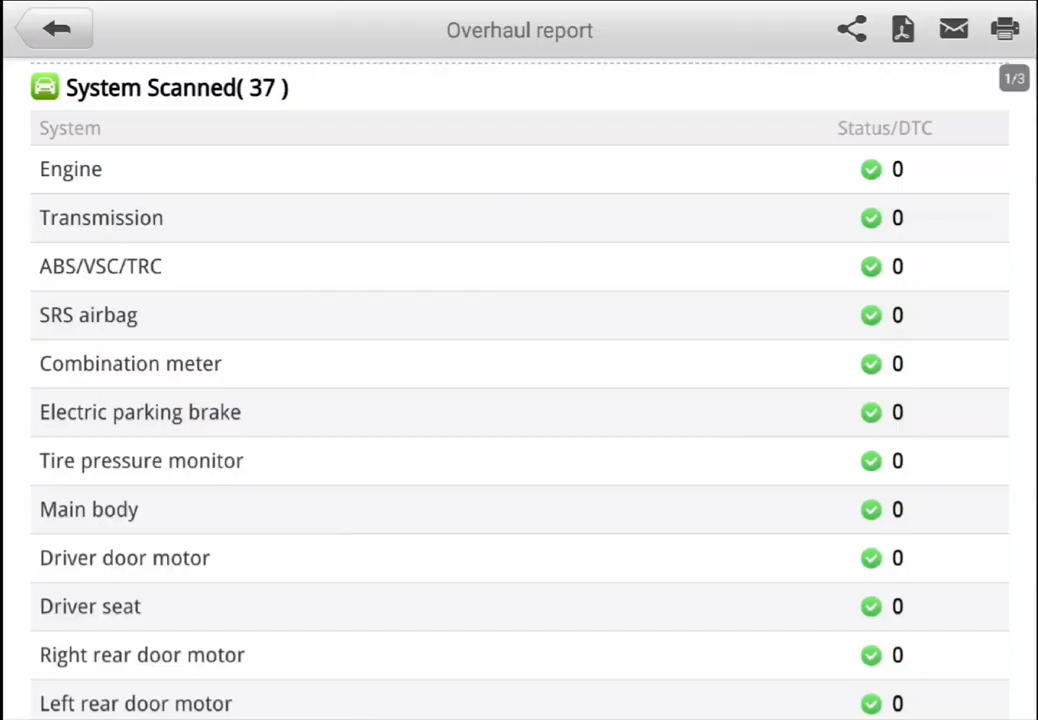 Overhaul report
System Scanned( 37 )
1/3
System Status/DTC
Engine 0
Transmission 0
ABS/VSC/TRC 0
SRS airbag 0
Combination meter 0
Electric parking brake 0
Tire pressure monitor 0
Main body 0
Driver door motor 0
Driver seat 0
Right rear door motor 0
Left rear door motor 0